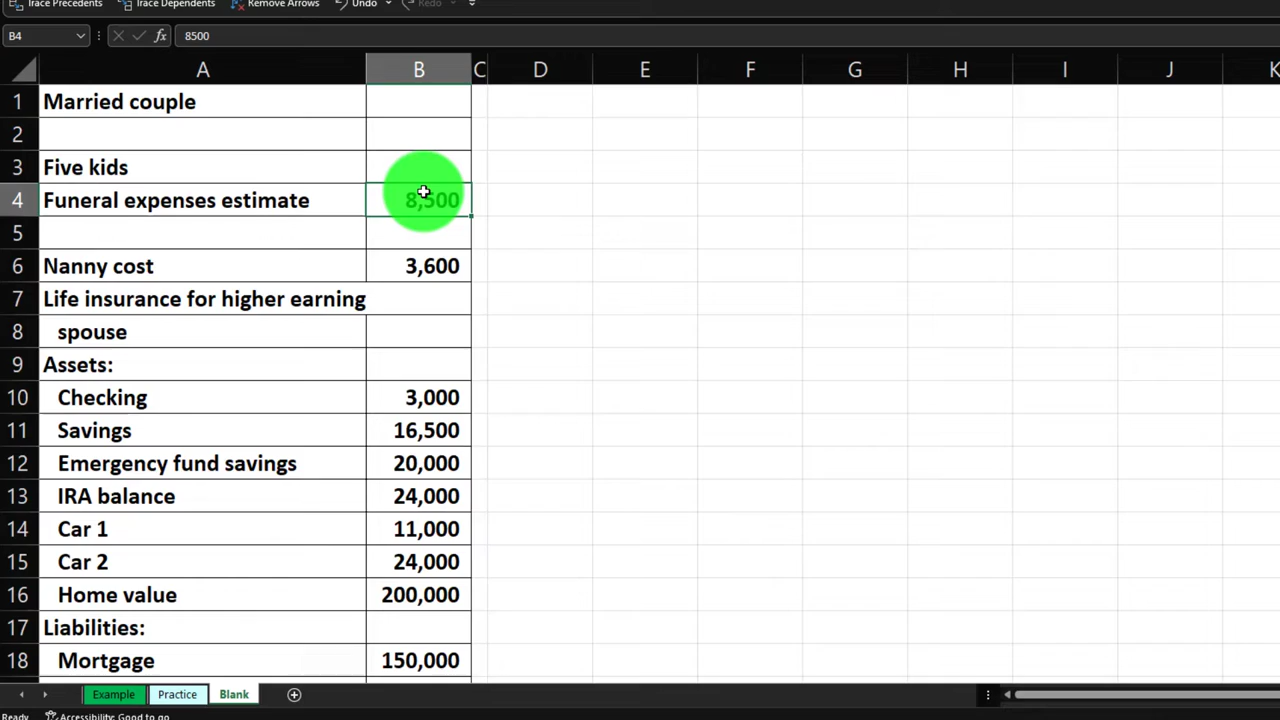 Trace Precedents Trace Dependents Remove Arrows Undo Redo
B4 fx 8500
A B C D E F G H I J K
1 Married couple
2
3 Five kids
4 Funeral expenses estimate 8,500
5
6 Nanny cost 3,600
7 Life insurance for higher earning
8 spouse
9 Assets:
10 Checking 3,000
11 Savings 16,500
12 Emergency fund savings 20,000
13 IRA balance 24,000
14 Car 1 11,000
15 Car 2 24,000
16 Home value 200,000
17 Liabilities:
18 Mortgage 150,000
Example Practice Blank
Ready Accessibility: Good to go